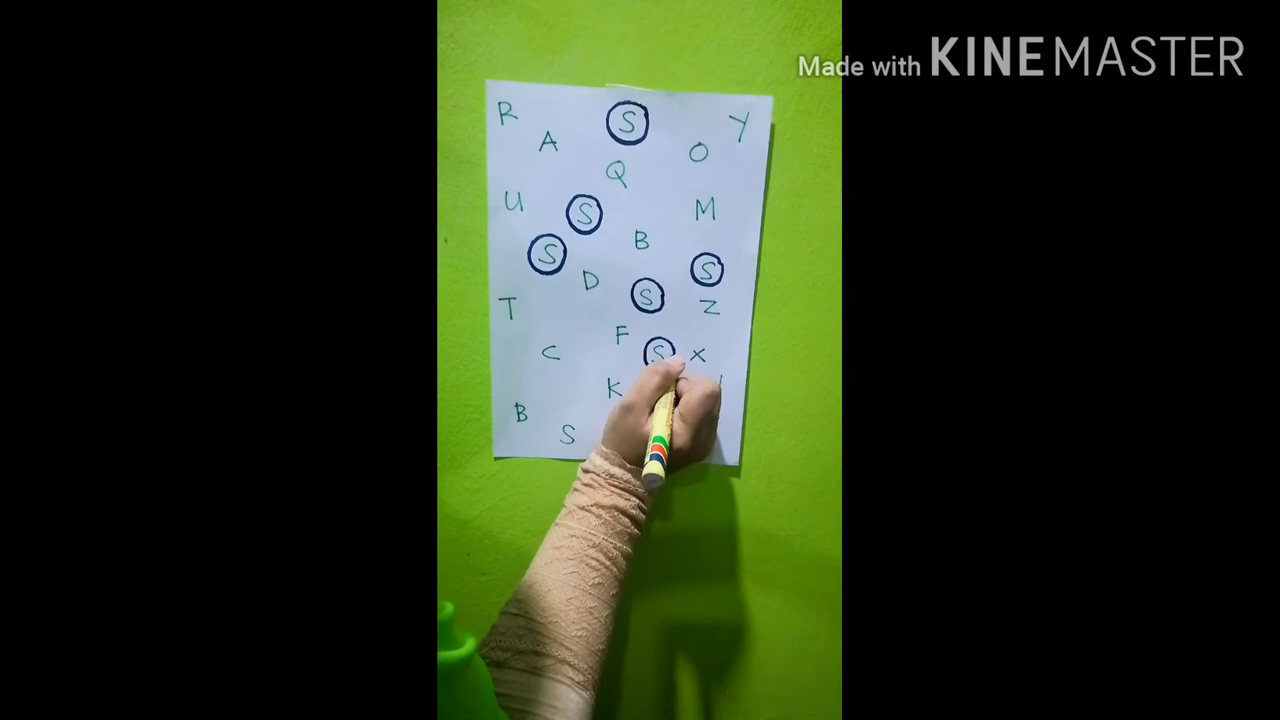 Made with KINEMASTER
R S Y
A O
Q
U S M
B
S S
D S
T Z
F
C S X
K
B
S